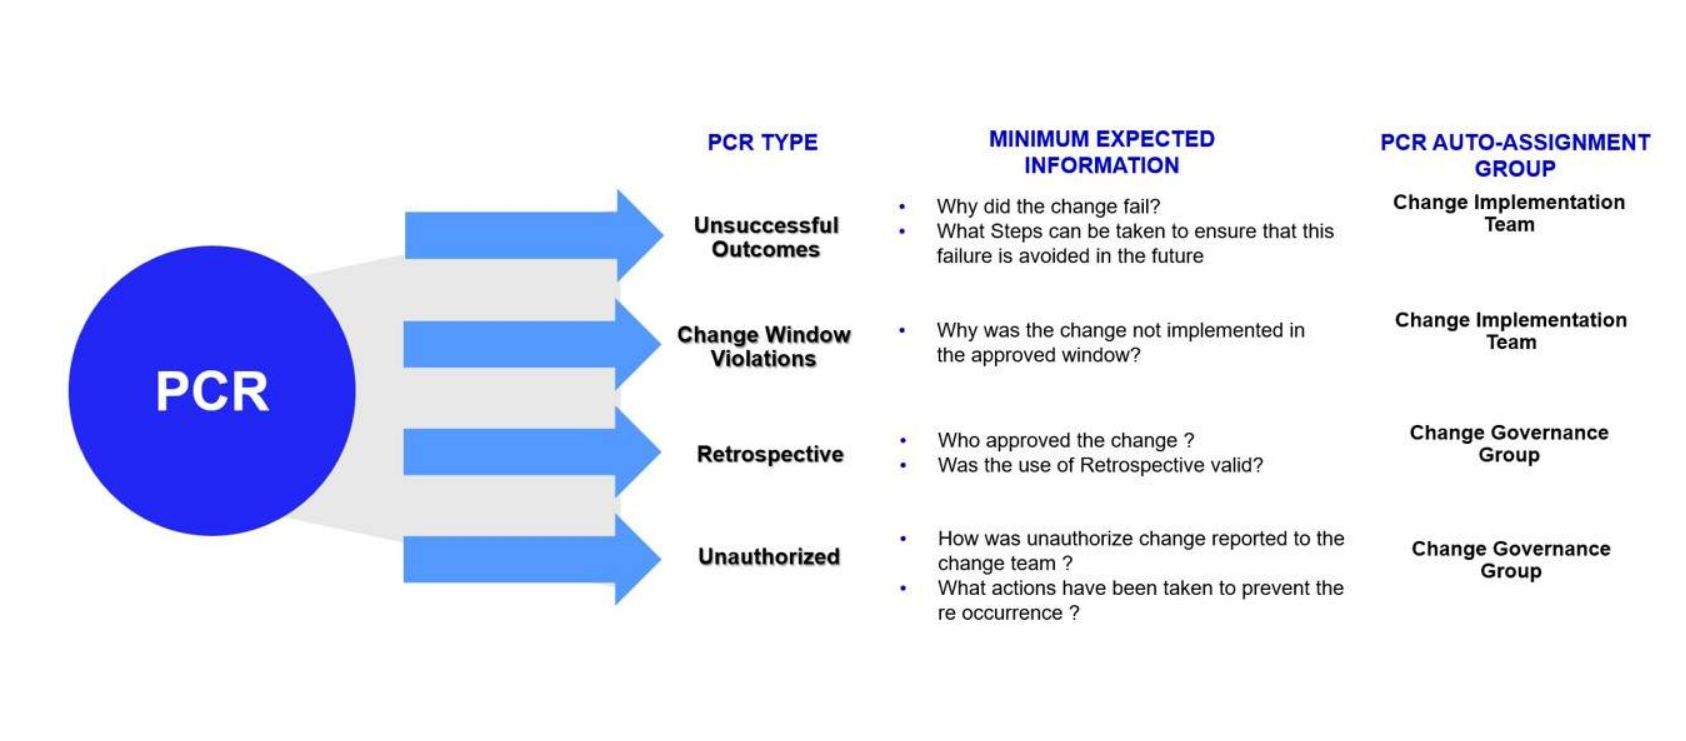 PCR
PCR TYPE
MINIMUM EXPECTED
INFORMATION
PCR AUTO-ASSIGNMENT
GROUP
Unsuccessful
Outcomes
• Why did the change fail?
• What Steps can be taken to ensure that this
failure is avoided in the future
Change Implementation
Team
Change Window
Violations
• Why was the change not implemented in
the approved window?
Change Implementation
Team
Retrospective
• Who approved the change ?
• Was the use of Retrospective valid?
Change Governance
Group
Unauthorized
• How was unauthorize change reported to the
change team ?
• What actions have been taken to prevent the
re occurrence ?
Change Governance
Group